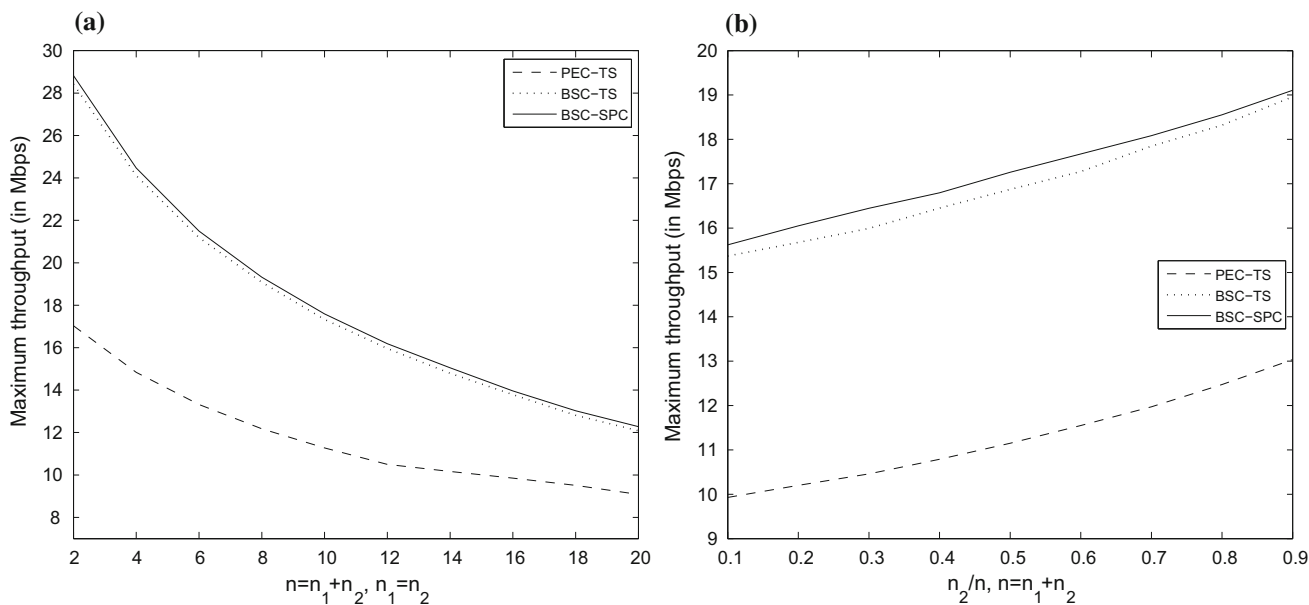 (a)
Maximum throughput (in Mbps)
30
28
26
24
22
20
18
16
14
12
10
8
2 4 6 8 10 12 14 16 18 20
n=n₁+n₂, n₁=n₂
PEC−TS
BSC−TS
BSC−SPC
(b)
Maximum throughput (in Mbps)
20
19
18
17
16
15
14
13
12
11
10
9
0.1 0.2 0.3 0.4 0.5 0.6 0.7 0.8 0.9
n₂/n, n=n₁+n₂
PEC−TS
BSC−TS
BSC−SPC